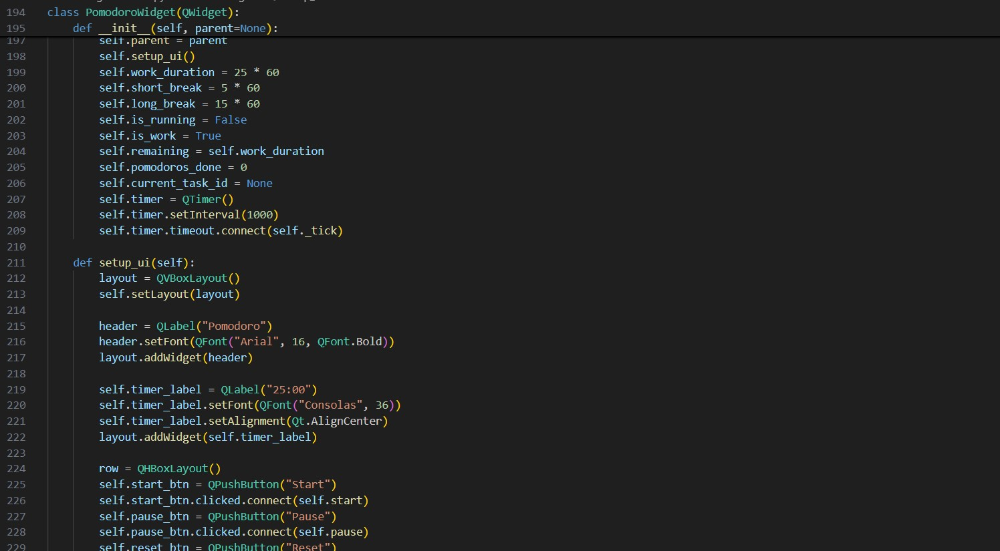 194 class PomodoroWidget(QWidget):
195 def __init__(self, parent=None):
197 self.parent = parent
198 self.setup_ui()
199 self.work_duration = 25 * 60
200 self.short_break = 5 * 60
201 self.long_break = 15 * 60
202 self.is_running = False
203 self.is_work = True
204 self.remaining = self.work_duration
205 self.pomodoros_done = 0
206 self.current_task_id = None
207 self.timer = QTimer()
208 self.timer.setInterval(1000)
209 self.timer.timeout.connect(self._tick)
210
211 def setup_ui(self):
212 layout = QVBoxLayout()
213 self.setLayout(layout)
214
215 header = QLabel("Pomodoro")
216 header.setFont(QFont("Arial", 16, QFont.Bold))
217 layout.addWidget(header)
218
219 self.timer_label = QLabel("25:00")
220 self.timer_label.setFont(QFont("Consolas", 36))
221 self.timer_label.setAlignment(Qt.AlignCenter)
222 layout.addWidget(self.timer_label)
223
224 row = QHBoxLayout()
225 self.start_btn = QPushButton("Start")
226 self.start_btn.clicked.connect(self.start)
227 self.pause_btn = QPushButton("Pause")
228 self.pause_btn.clicked.connect(self.pause)
229 self.reset_btn = QPushButton("Reset")